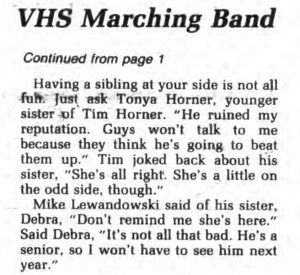 VHS Marching Band
Continued from page 1
Having a sibling at your side is not all
fun. Just ask Tonya Horner, younger
sister of Tim Horner. "He ruined my
reputation. Guys won't talk to me
because they think he's going to beat
them up." Tim joked back about his
sister, "She's all right. She's a little on
the odd side, though."
Mike Lewandowski said of his sister,
Debra, "Don't remind me she's here."
Said Debra, "It's not all that bad. He's a
senior, so I won't have to see him next
year."